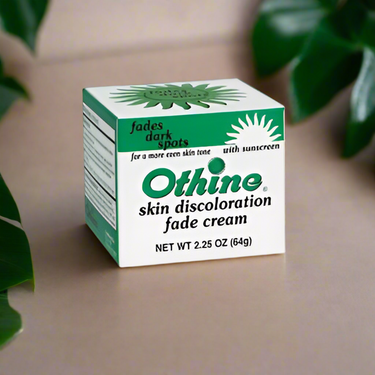 fades
dark
spots
for a more even skin tone
with sunscreen
Othine®
skin discoloration
fade cream
NET WT 2.25 OZ (64g)